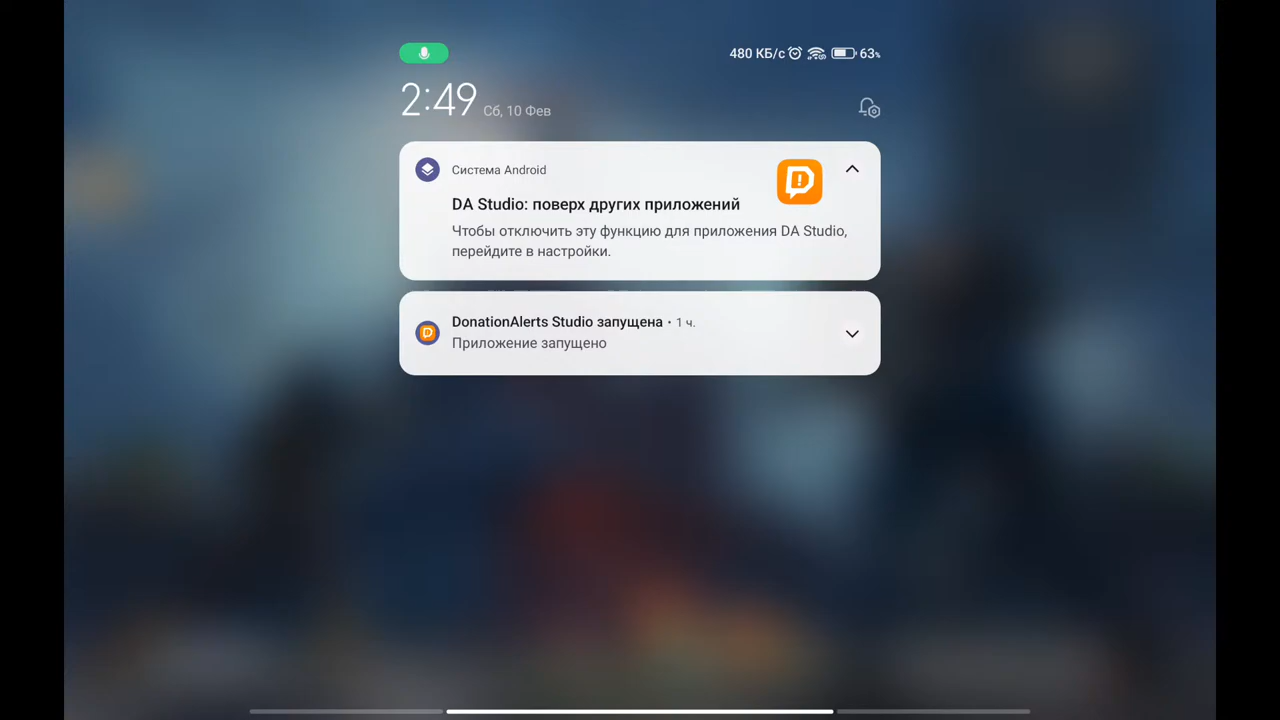 480 КБ/с 63%
2:49 Сб, 10 Фев
Система Android
DA Studio: поверх других приложений
Чтобы отключить эту функцию для приложения DA Studio,
перейдите в настройки.
DonationAlerts Studio запущена • 1 ч.
Приложение запущено